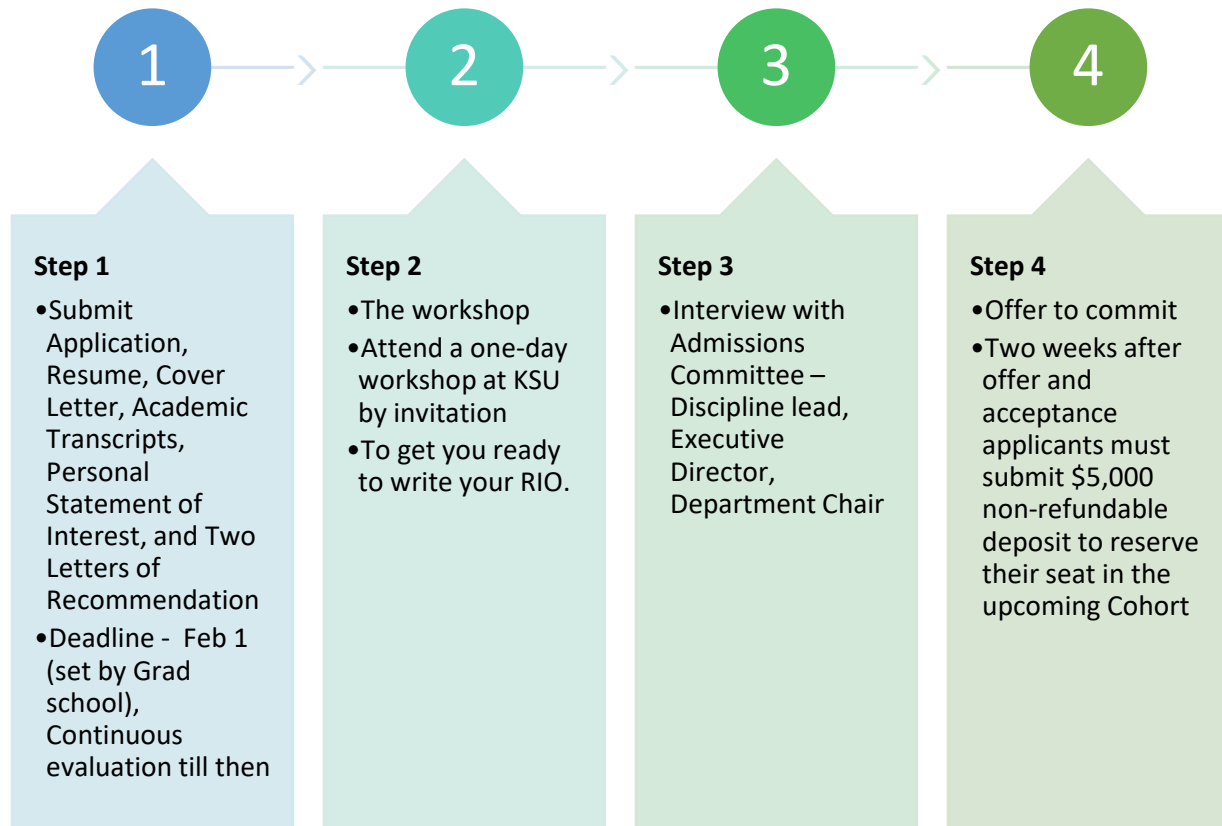 1
2
3
4
Step 1
•Submit
Application,
Resume, Cover
Letter, Academic
Transcripts,
Personal
Statement of
Interest, and Two
Letters of
Recommendation
•Deadline - Feb 1
(set by Grad
school),
Continuous
evaluation till then
Step 2
•The workshop
•Attend a one-day
workshop at KSU
by invitation
•To get you ready
to write your RIO.
Step 3
•Interview with
Admissions
Committee –
Discipline lead,
Executive
Director,
Department Chair
Step 4
•Offer to commit
•Two weeks after
offer and
acceptance
applicants must
submit $5,000
non-refundable
deposit to reserve
their seat in the
upcoming Cohort